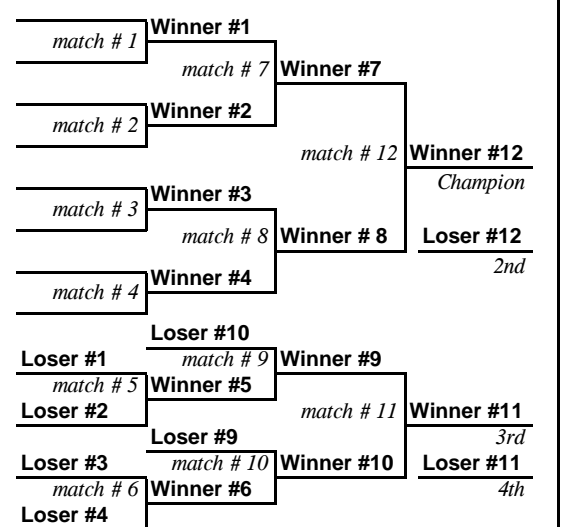 Winner #1
match # 1
match # 7 Winner #7
Winner #2
match # 2
match # 12 Winner #12
Champion
Winner #3
match # 3
match # 8 Winner # 8 Loser #12
2nd
Winner #4
match # 4
Loser #10
Loser #1 match # 9 Winner #9
match # 5 Winner #5
Loser #2 match # 11 Winner #11
Loser #9 3rd
Loser #3 match # 10 Winner #10 Loser #11
match # 6 Winner #6 4th
Loser #4